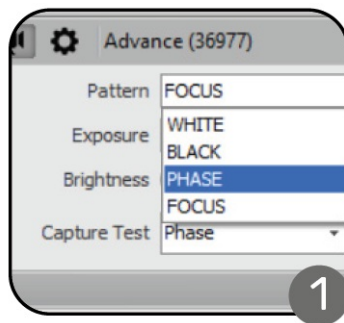 Advance (36977)
Pattern FOCUS
WHITE
Exposure
BLACK
Brightness PHASE
FOCUS
Capture Test Phase
1